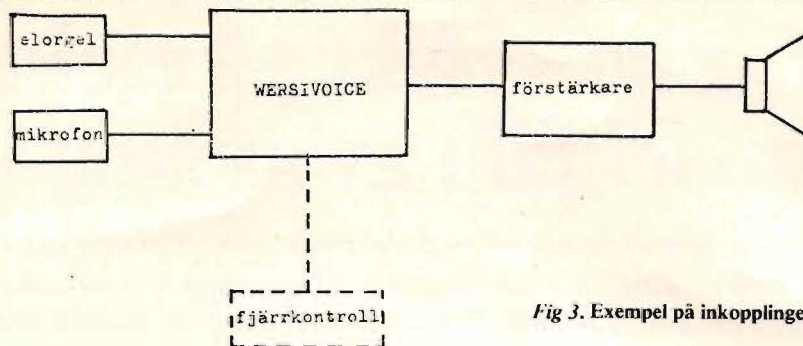 elorgel
WERSIVOICE
förstärkare
mikrofon
fjärrkontroll
Fig 3. Exempel på inkopplinge